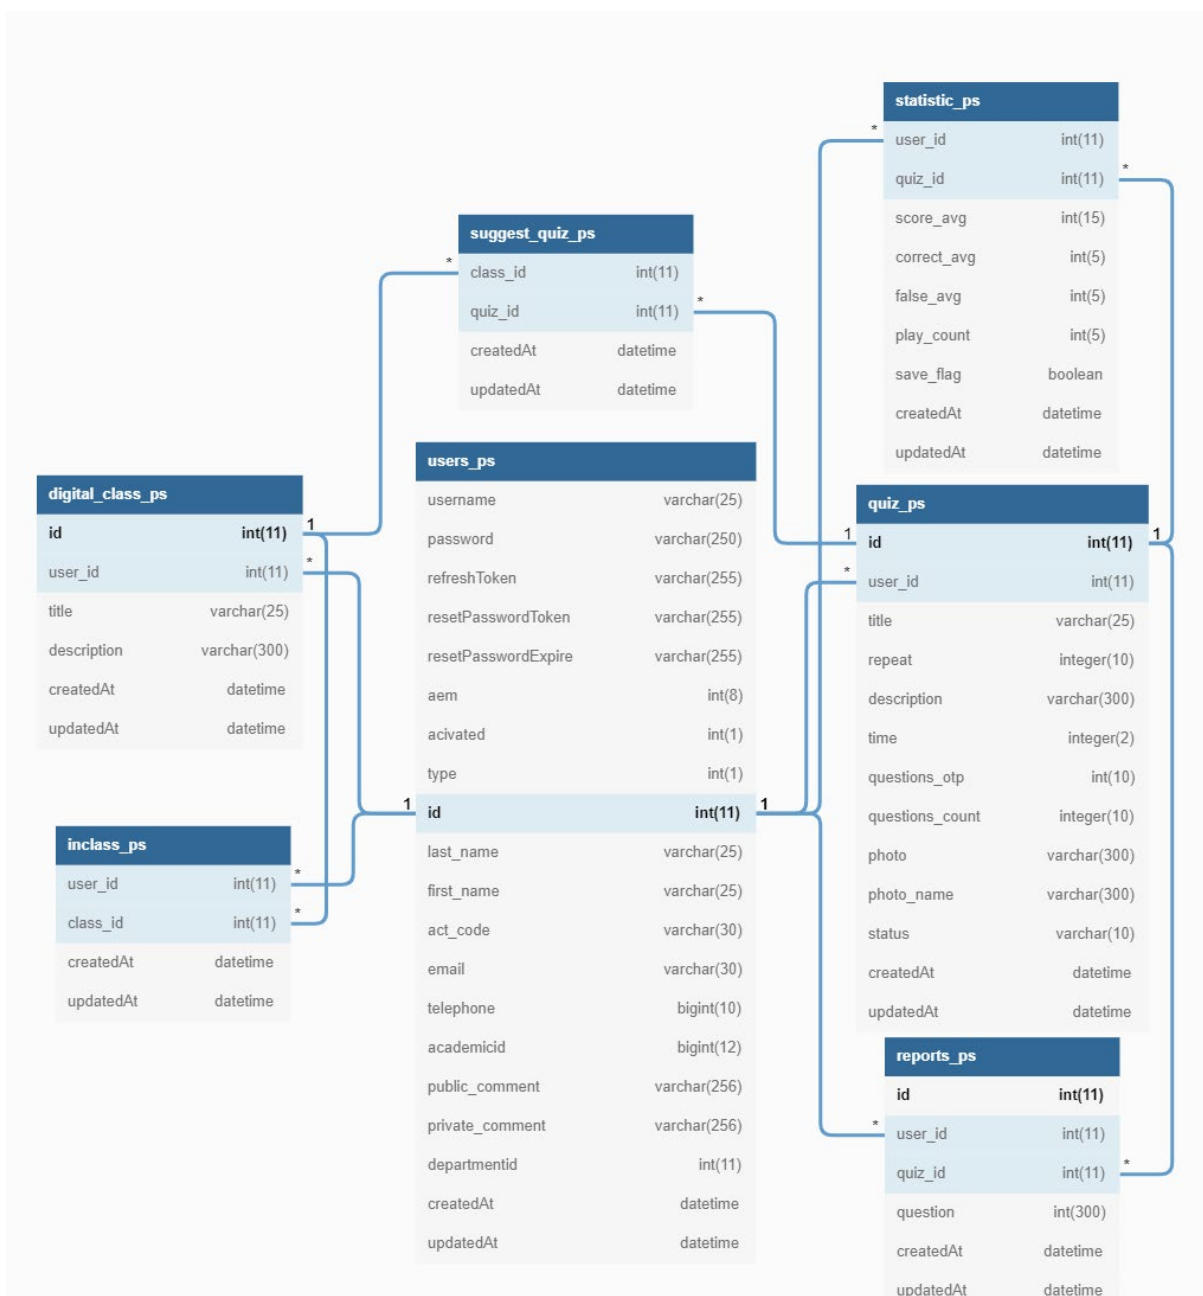 statistic_ps
* user_id int(11)
quiz_id int(11) *
score_avg int(15)
correct_avg int(5)
false_avg int(5)
play_count int(5)
save_flag boolean
createdAt datetime
updatedAt datetime
suggest_quiz_ps
* class_id int(11)
quiz_id int(11) *
createdAt datetime
updatedAt datetime
digital_class_ps
id int(11) 1
user_id int(11) *
title varchar(25)
description varchar(300)
createdAt datetime
updatedAt datetime
inclass_ps
user_id int(11) *
class_id int(11) *
createdAt datetime
updatedAt datetime
users_ps
username varchar(25)
password varchar(250)
refreshToken varchar(255)
resetPasswordToken varchar(255)
resetPasswordExpire varchar(255)
aem int(8)
acivated int(1)
type int(1)
1 id int(11) 1
last_name varchar(25)
first_name varchar(25)
act_code varchar(30)
email varchar(30)
telephone bigint(10)
academicid bigint(12)
public_comment varchar(256)
private_comment varchar(256)
departmentid int(11)
createdAt datetime
updatedAt datetime
quiz_ps
1 id int(11) 1
* user_id int(11)
title varchar(25)
repeat integer(10)
description varchar(300)
time integer(2)
questions_otp int(10)
questions_count integer(10)
photo varchar(300)
photo_name varchar(300)
status varchar(10)
createdAt datetime
updatedAt datetime
reports_ps
id int(11)
* user_id int(11)
quiz_id int(11) *
question int(300)
createdAt datetime
updatedAt datetime